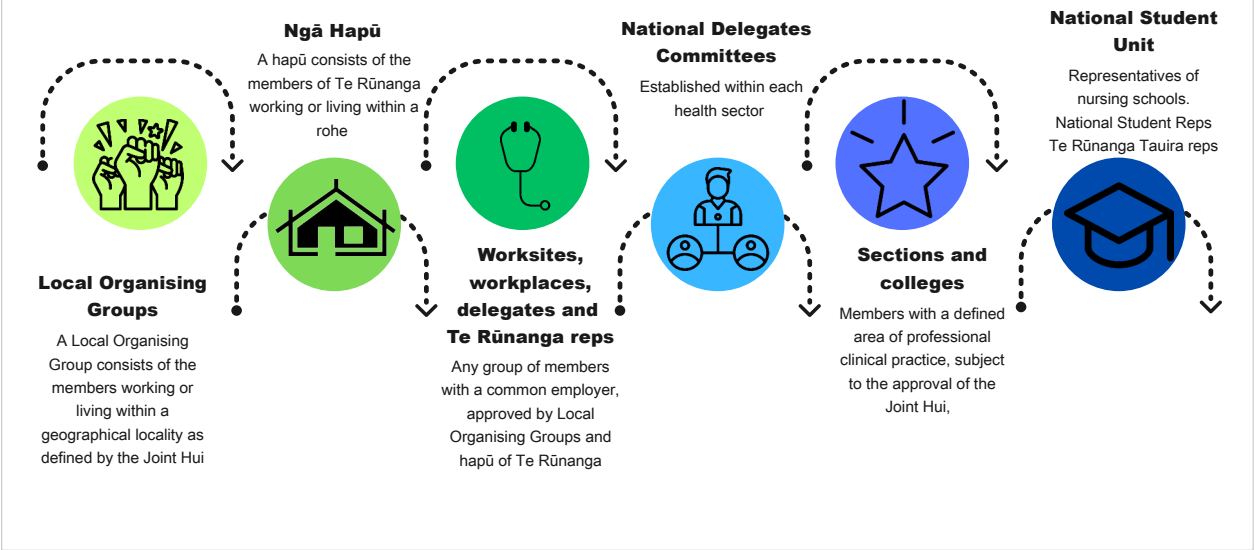 Local Organising
Groups
A Local Organising
Group consists of the
members working or
living within a
geographical locality as
defined by the Joint Hui
Ngā Hapū
A hapū consists of the
members of Te Rūnanga
working or living within a
rohe
Worksites,
workplaces,
delegates and
Te Rūnanga reps
Any group of members
with a common employer,
approved by Local
Organising Groups and
hapū of Te Rūnanga
National Delegates
Committees
Established within each
health sector
Sections and
colleges
Members with a defined
area of professional
clinical practice, subject
to the approval of the
Joint Hui,
National Student
Unit
Representatives of
nursing schools.
National Student Reps
Te Rūnanga Tauira reps